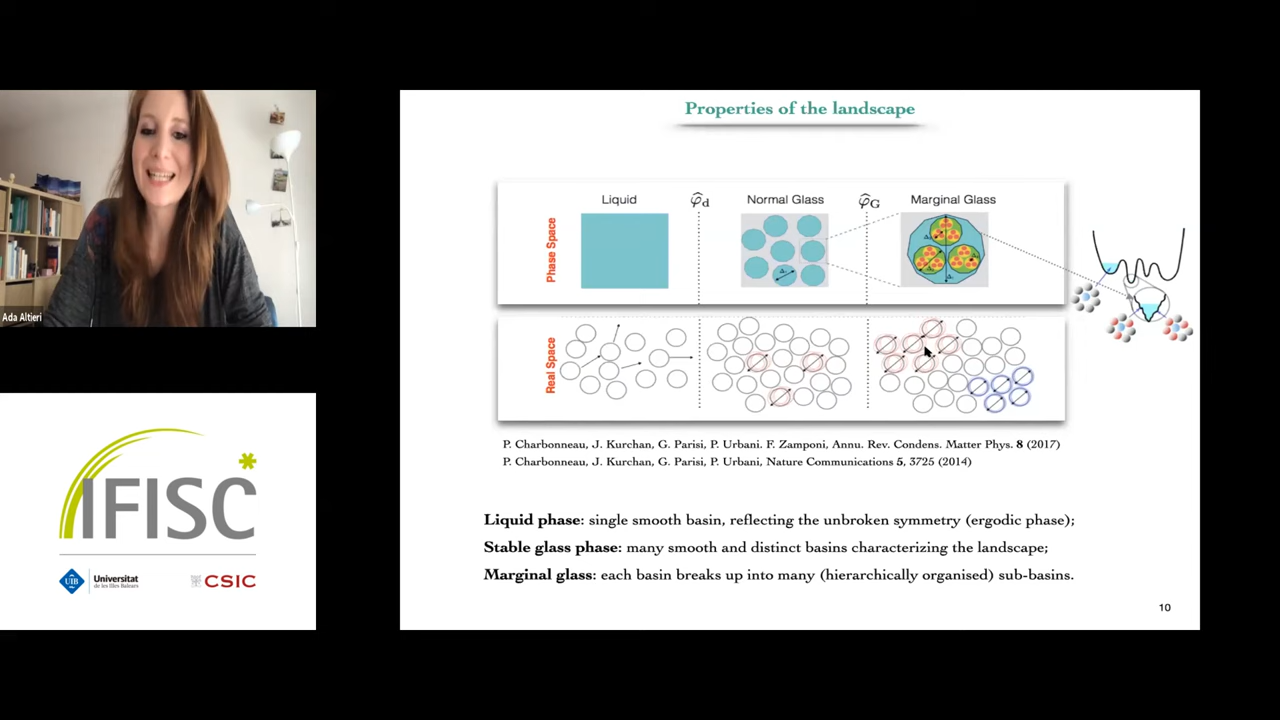 Properties of the landscape
Liquid
φ̂d
Normal Glass
φ̂G
Marginal Glass
Phase Space
Real Space
Ada Altieri
P. Charbonneau, J. Kurchan, G. Parisi, P. Urbani. F. Zamponi, Annu. Rev. Condens. Matter Phys. 8 (2017)
P. Charbonneau, J. Kurchan, G. Parisi, P. Urbani, Nature Communications 5, 3725 (2014)
Liquid phase: single smooth basin, reflecting the unbroken symmetry (ergodic phase);
Stable glass phase: many smooth and distinct basins characterizing the landscape;
Marginal glass: each basin breaks up into many (hierarchically organised) sub-basins.
10
IFISC
UIB
Universitat
de les Illes Balears
CSIC